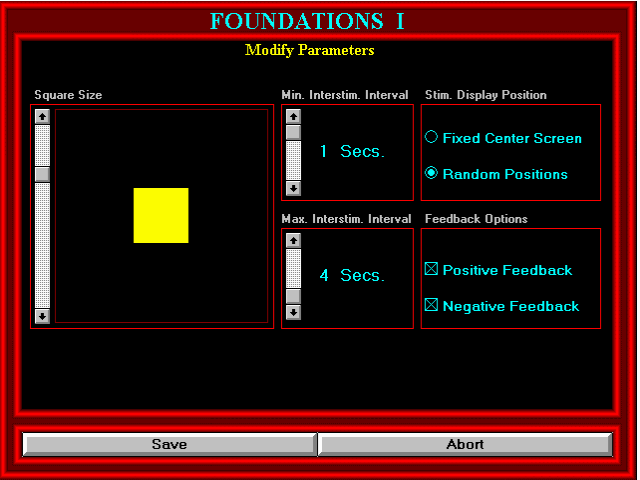 FOUNDATIONS I
Modify Parameters
Square Size
Min. Interstim. Interval
1 Secs.
Stim. Display Position
Fixed Center Screen
Random Positions
Max. Interstim. Interval
4 Secs.
Feedback Options
Positive Feedback
Negative Feedback
Save
Abort